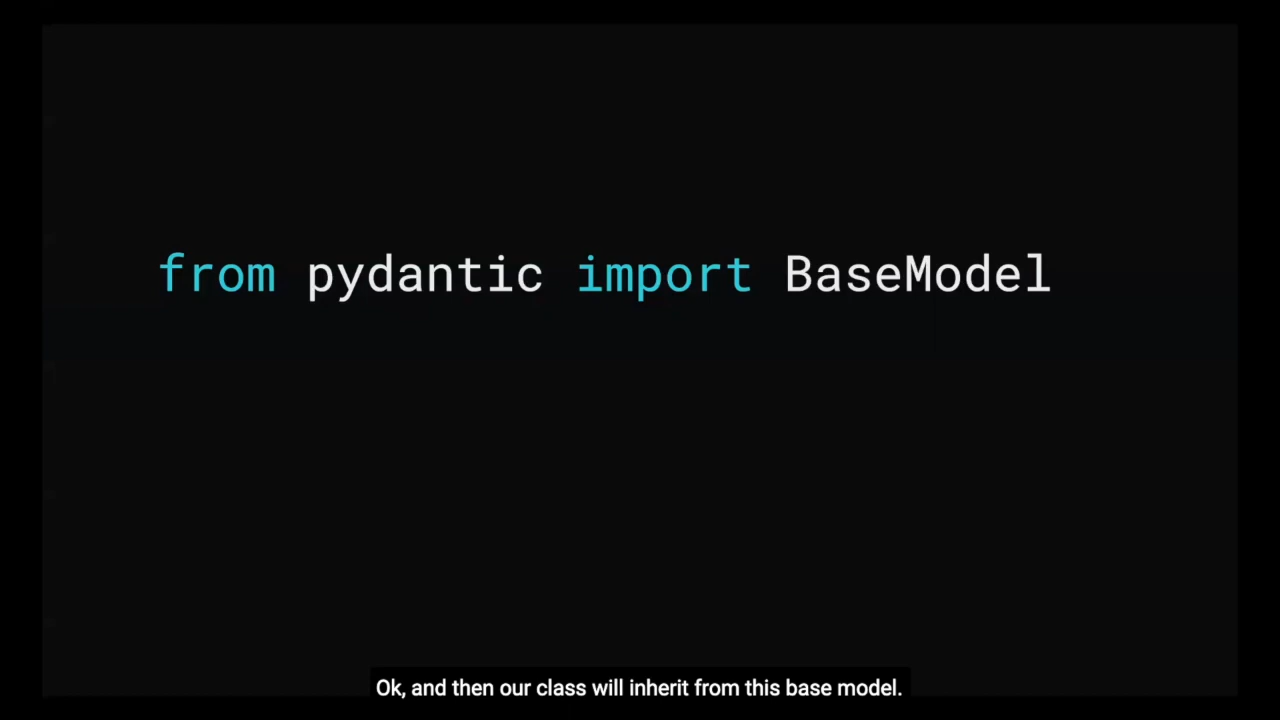 from pydantic import BaseModel
Ok, and then our class will inherit from this base model.